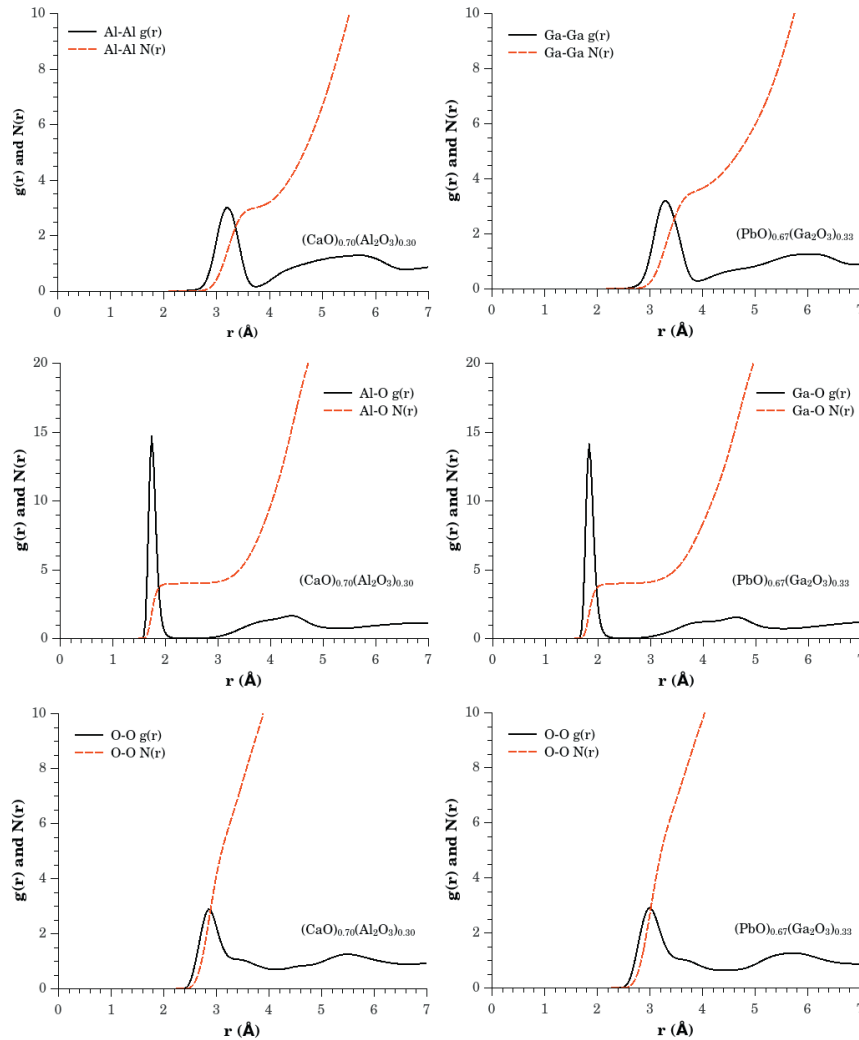 10
8
6
4
2
0
g(r) and N(r)
Al-Al g(r)
Al-Al N(r)
(CaO)₀.₇₀(Al₂O₃)₀.₃₀
0 1 2 3 4 5 6 7
r (Å)
10
8
6
4
2
0
g(r) and N(r)
Ga-Ga g(r)
Ga-Ga N(r)
(PbO)₀.₆₇(Ga₂O₃)₀.₃₃
0 1 2 3 4 5 6 7
r (Å)
20
15
10
5
0
g(r) and N(r)
Al-O g(r)
Al-O N(r)
(CaO)₀.₇₀(Al₂O₃)₀.₃₀
0 1 2 3 4 5 6 7
r (Å)
20
15
10
5
0
g(r) and N(r)
Ga-O g(r)
Ga-O N(r)
(PbO)₀.₆₇(Ga₂O₃)₀.₃₃
0 1 2 3 4 5 6 7
r (Å)
10
8
6
4
2
0
g(r) and N(r)
O-O g(r)
O-O N(r)
(CaO)₀.₇₀(Al₂O₃)₀.₃₀
0 1 2 3 4 5 6 7
r (Å)
10
8
6
4
2
0
g(r) and N(r)
O-O g(r)
O-O N(r)
(PbO)₀.₆₇(Ga₂O₃)₀.₃₃
0 1 2 3 4 5 6 7
r (Å)